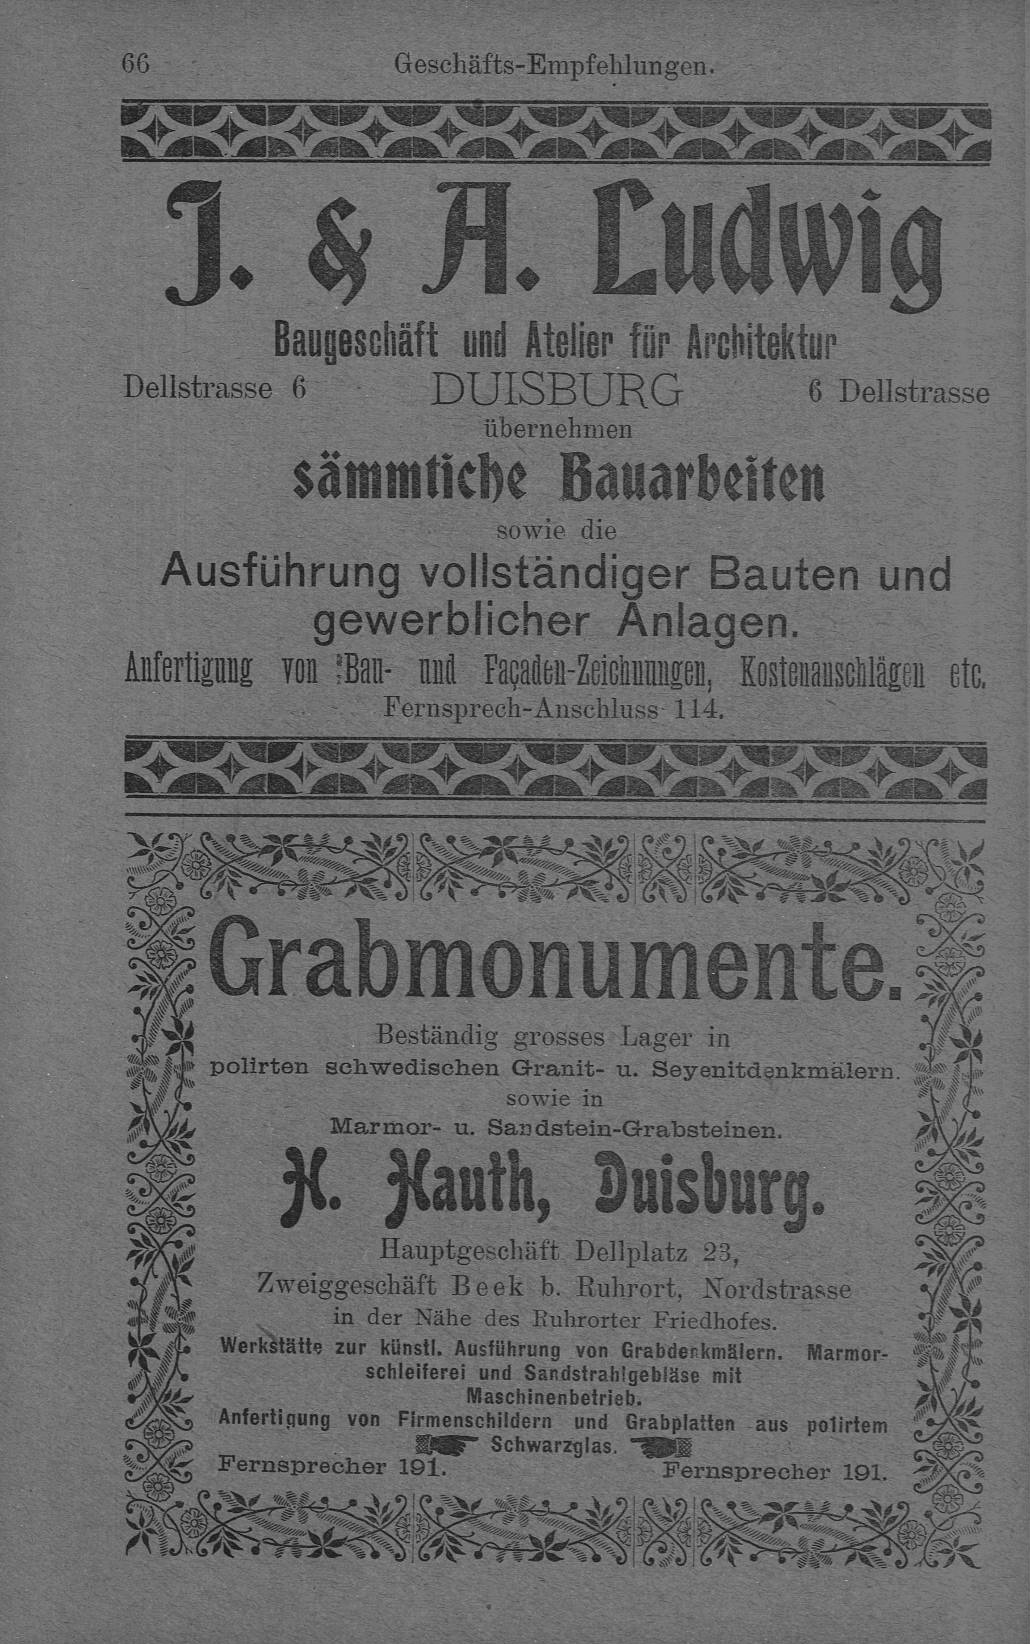 66 Geschäfts-Empfehlungen.
J. & A. Ludwig
Baugeschäft und Atelier für Architektur
Dellstrasse 6 DUISBURG 6 Dellstrasse
übernehmen
sämmtliche Bauarbeiten
sowie die
Ausführung vollständiger Bauten und
gewerblicher Anlagen.
Anfertigung von Bau- und Façaden-Zeichnungen, Kostenanschlägen etc.
Fernsprech-Anschluss 114.
Grabmonumente.
Beständig grosses Lager in
polirten schwedischen Granit- u. Seyenitdenkmälern.
sowie in
Marmor- u. Sandstein-Grabsteinen.
H. Hauth, Duisburg.
Hauptgeschäft Dellplatz 23,
Zweiggeschäft Beek b. Ruhrort, Nordstrasse
in der Nähe des Ruhrorter Friedhofes.
Werkstätte zur künstl. Ausführung von Grabdenkmälern. Marmor-
schleiferei und Sandstrahlgebläse mit
Maschinenbetrieb.
Anfertigung von Firmenschildern und Grabplatten aus polirtem
Schwarzglas.
Fernsprecher 191. Fernsprecher 191.